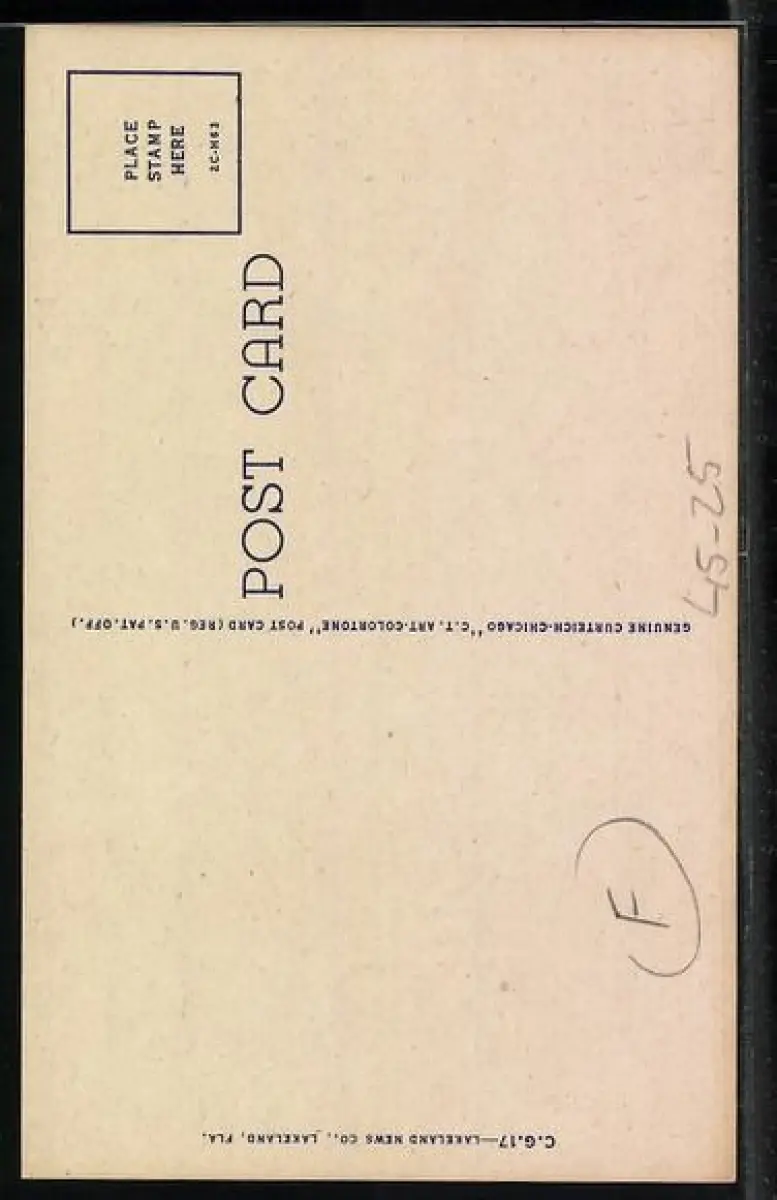 PLACE
STAMP
HERE
2C-H63
POST CARD
GENUINE CURTEICH-CHICAGO "C.T. ART-COLORTONE" POST CARD (REG. U.S. PAT. OFF.)
45-25
F
C.G.17—LAKELAND NEWS CO., LAKELAND, FLA.